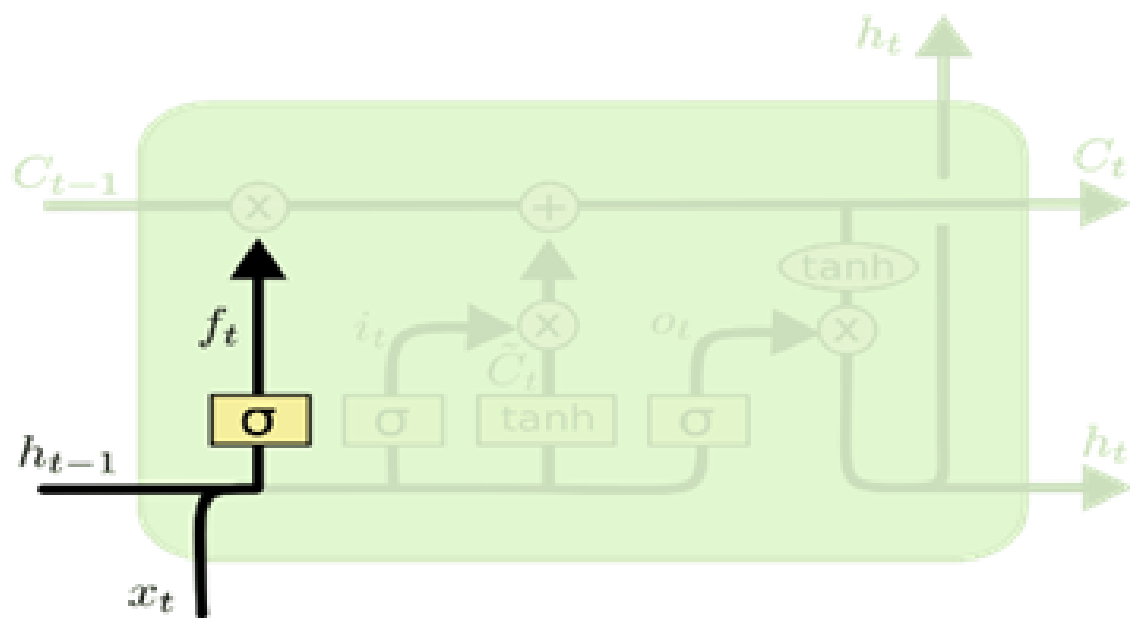 h_t
C_{t-1}
C_t
×
+
tanh
f_t
i_t
×
o_t
×
C̃_t
σ
σ
tanh
σ
h_{t-1}
h_t
x_t